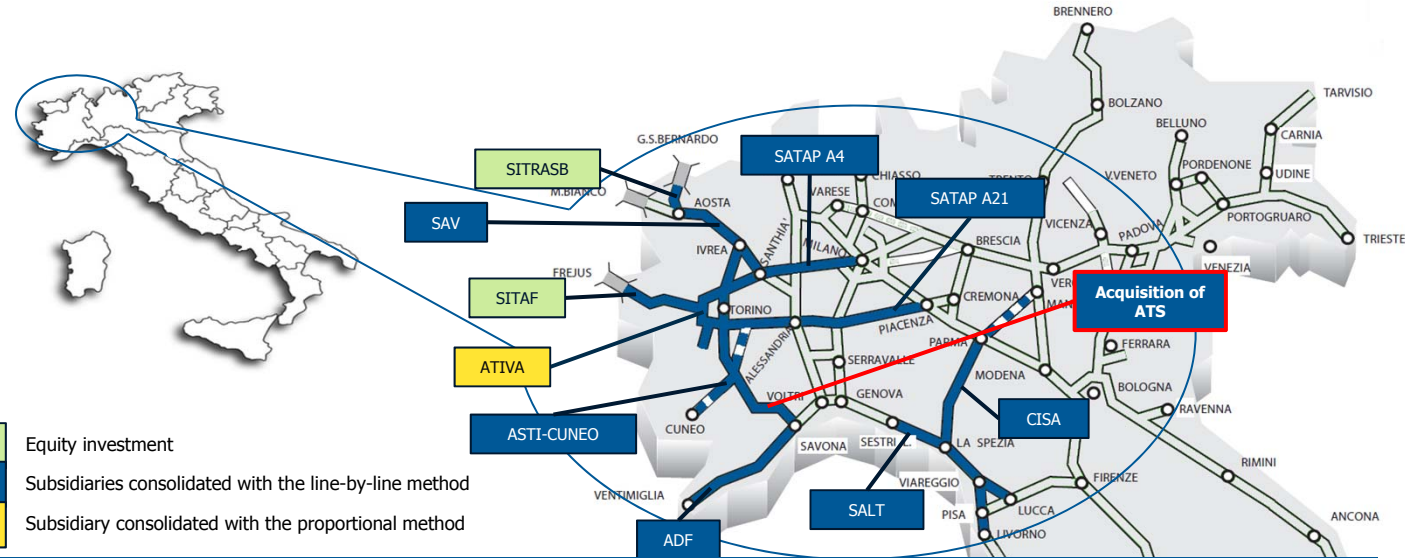 BRENNERO
TARVISIO
BOLZANO
BELLUNO
CARNIA
G.S.BERNARDO
SATAP A4
PORDENONE
SITRASB
CHIASSO
V.VENETO
UDINE
M.BIANCO
VARESE
SATAP A21
AOSTA
PORTOGRUARO
SAV
VICENZA
PADOVA
SANTHIA'
MILANO
BRESCIA
TRIESTE
IVREA
VENEZIA
FREJUS
SITAF
CREMONA
Acquisition of
ATS
TORINO
PIACENZA
FERRARA
ALESSANDRIA
PARMA
SERRAVALLE
ATIVA
MODENA
BOLOGNA
VOLTRI
GENOVA
RAVENNA
CISA
ASTI-CUNEO
CUNEO
SAVONA
LA SPEZIA
Equity investment
RIMINI
VIAREGGIO
FIRENZE
Subsidiaries consolidated with the line-by-line method
VENTIMIGLIA
SALT
PISA
LUCCA
ANCONA
Subsidiary consolidated with the proportional method
LIVORNO
ADF